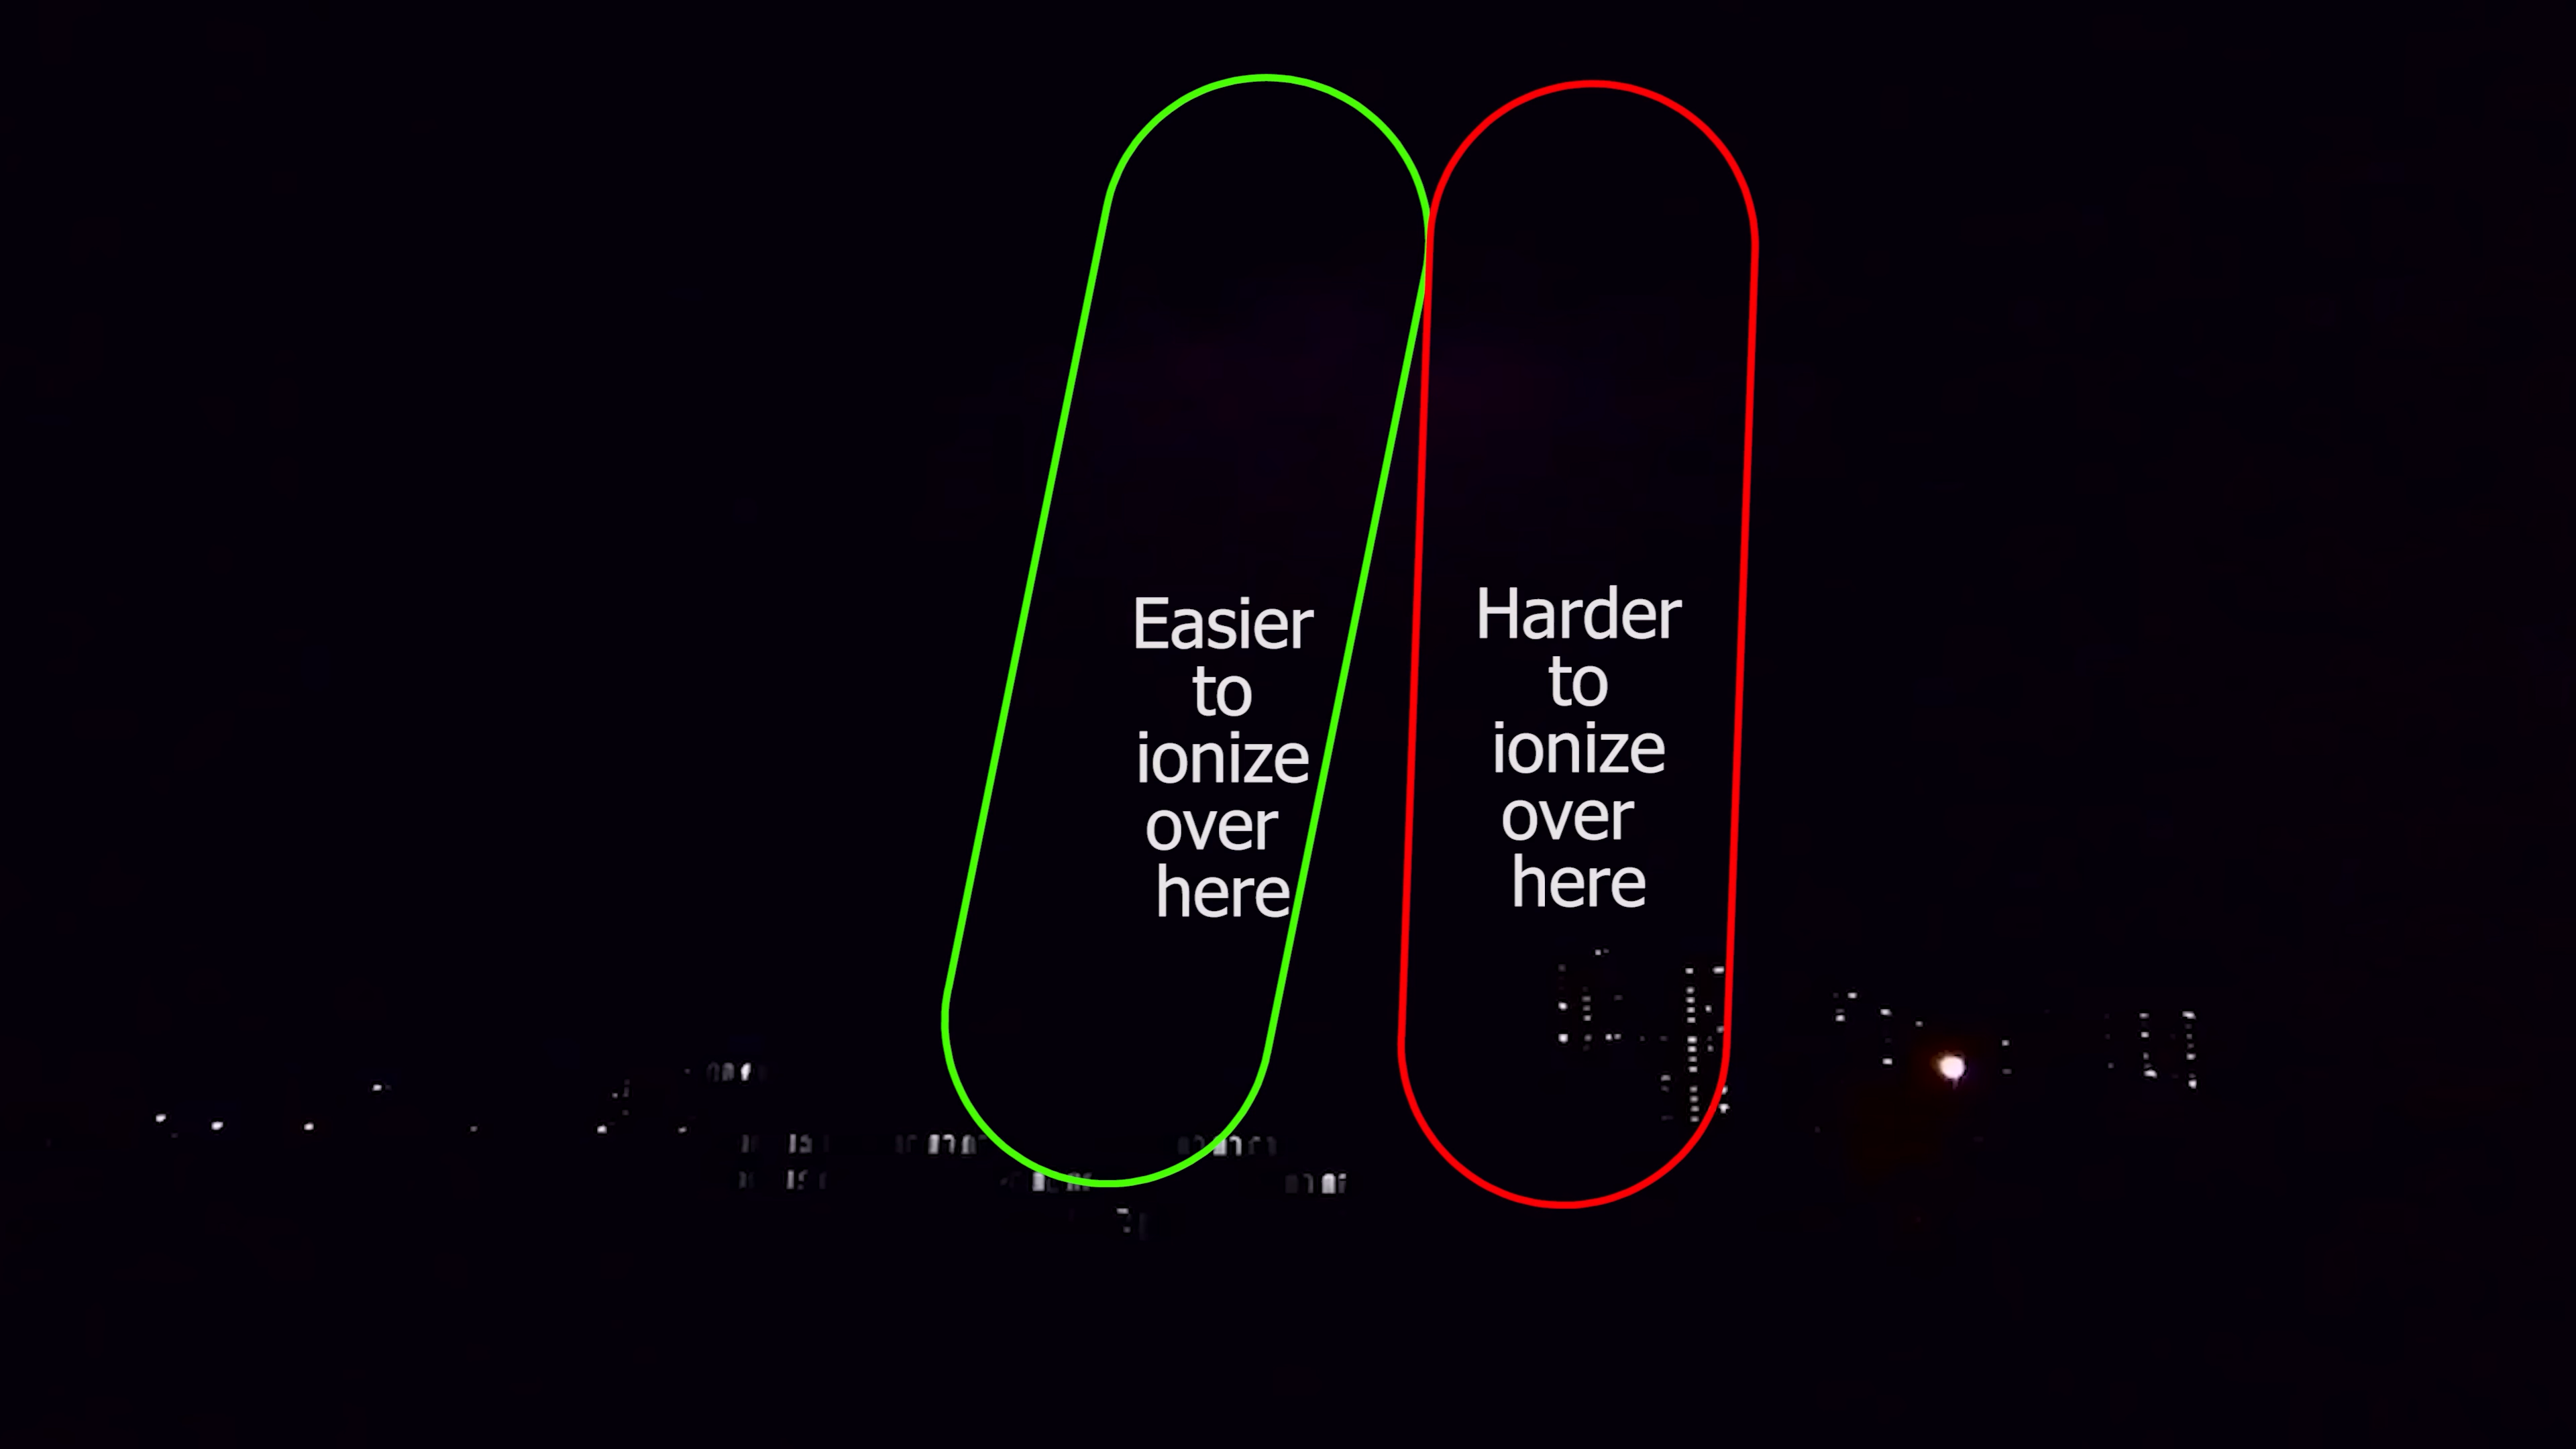 Easier
to
ionize
over
here
Harder
to
ionize
over
here